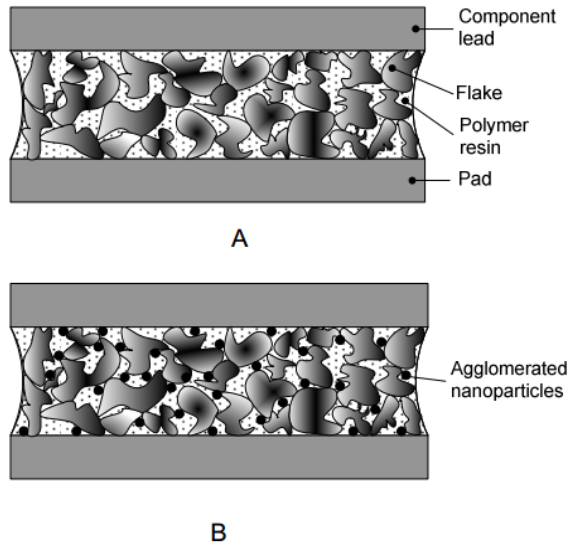 Component
lead
Flake
Polymer
resin
Pad
A
Agglomerated
nanoparticles
B